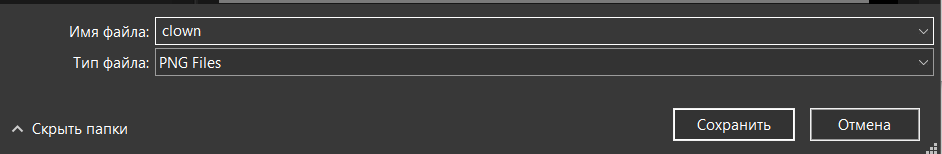 Имя файла: clown
Тип файла: PNG Files
Скрыть папки Сохранить Отмена